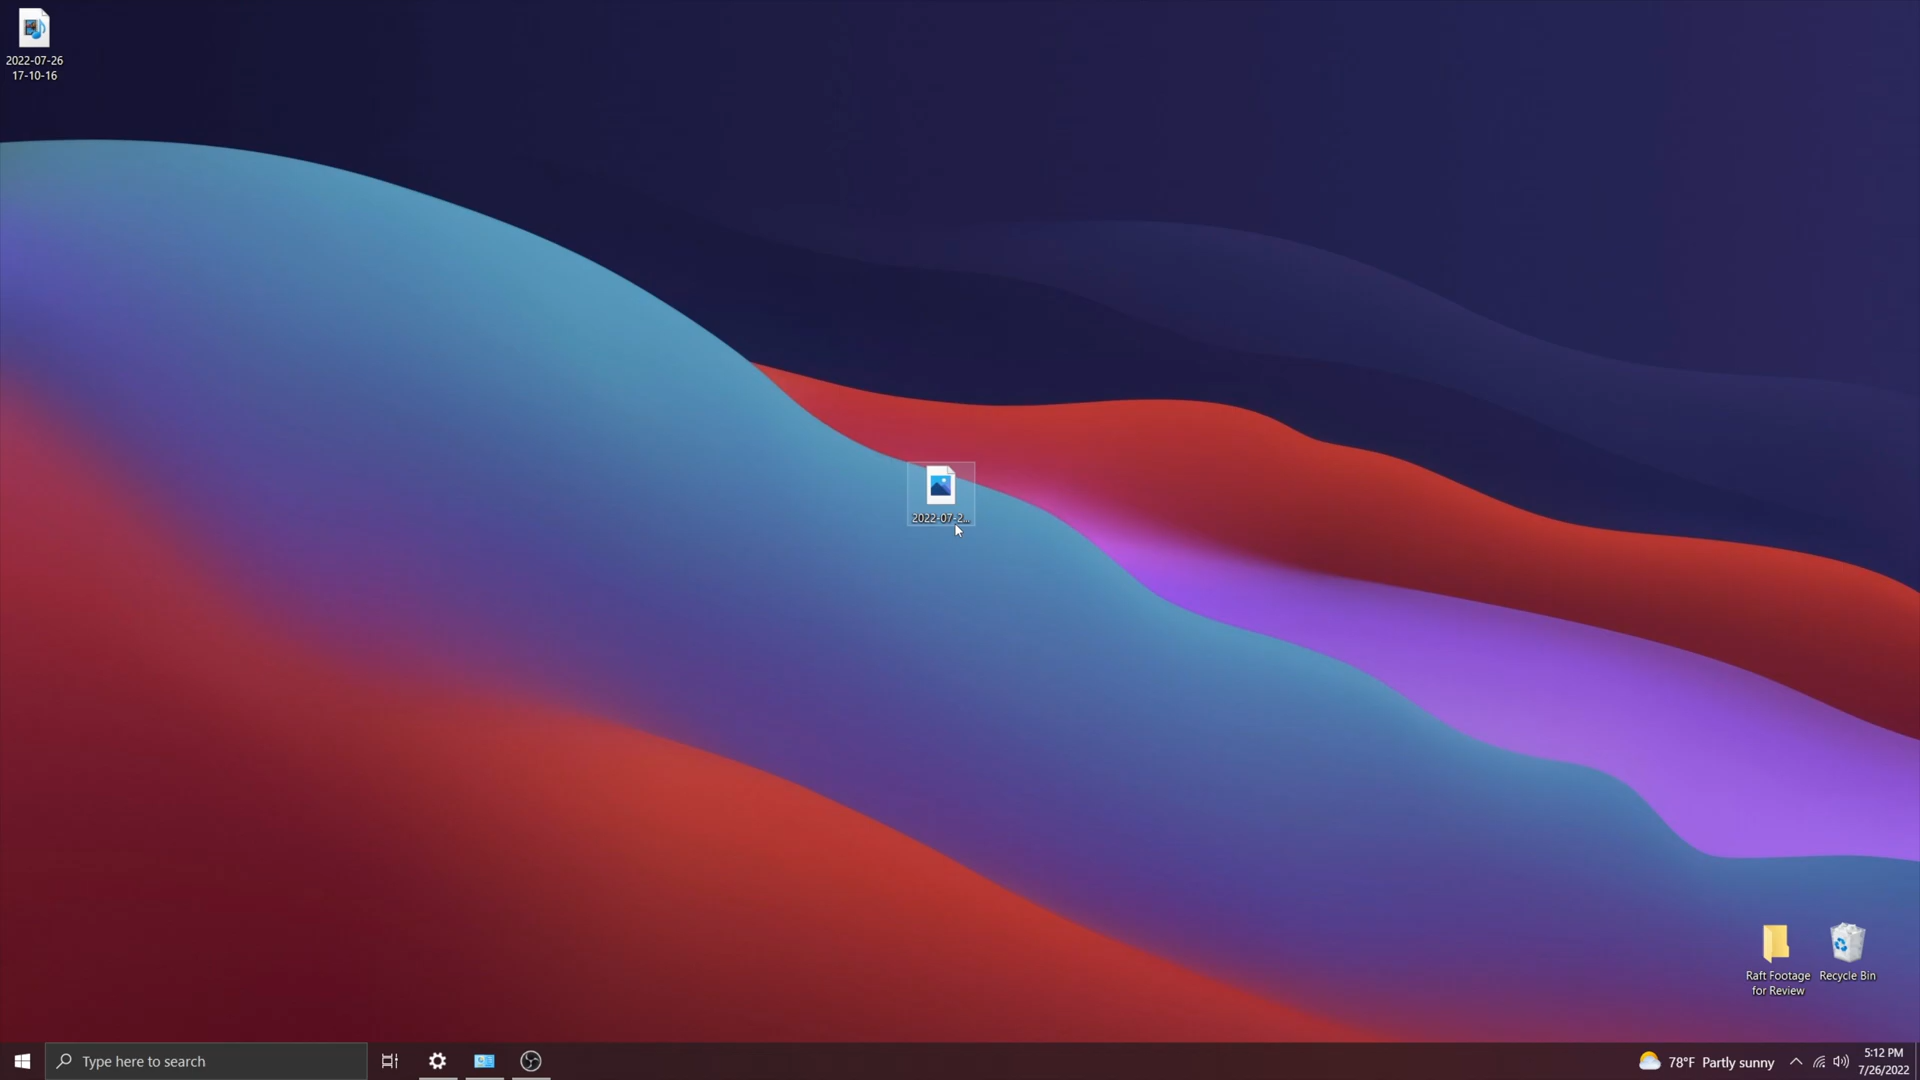 2022-07-26
17-10-16
2022-07-2...
Raft Footage
for Review
Recycle Bin
Type here to search
78°F Partly sunny
5:12 PM
7/26/2022